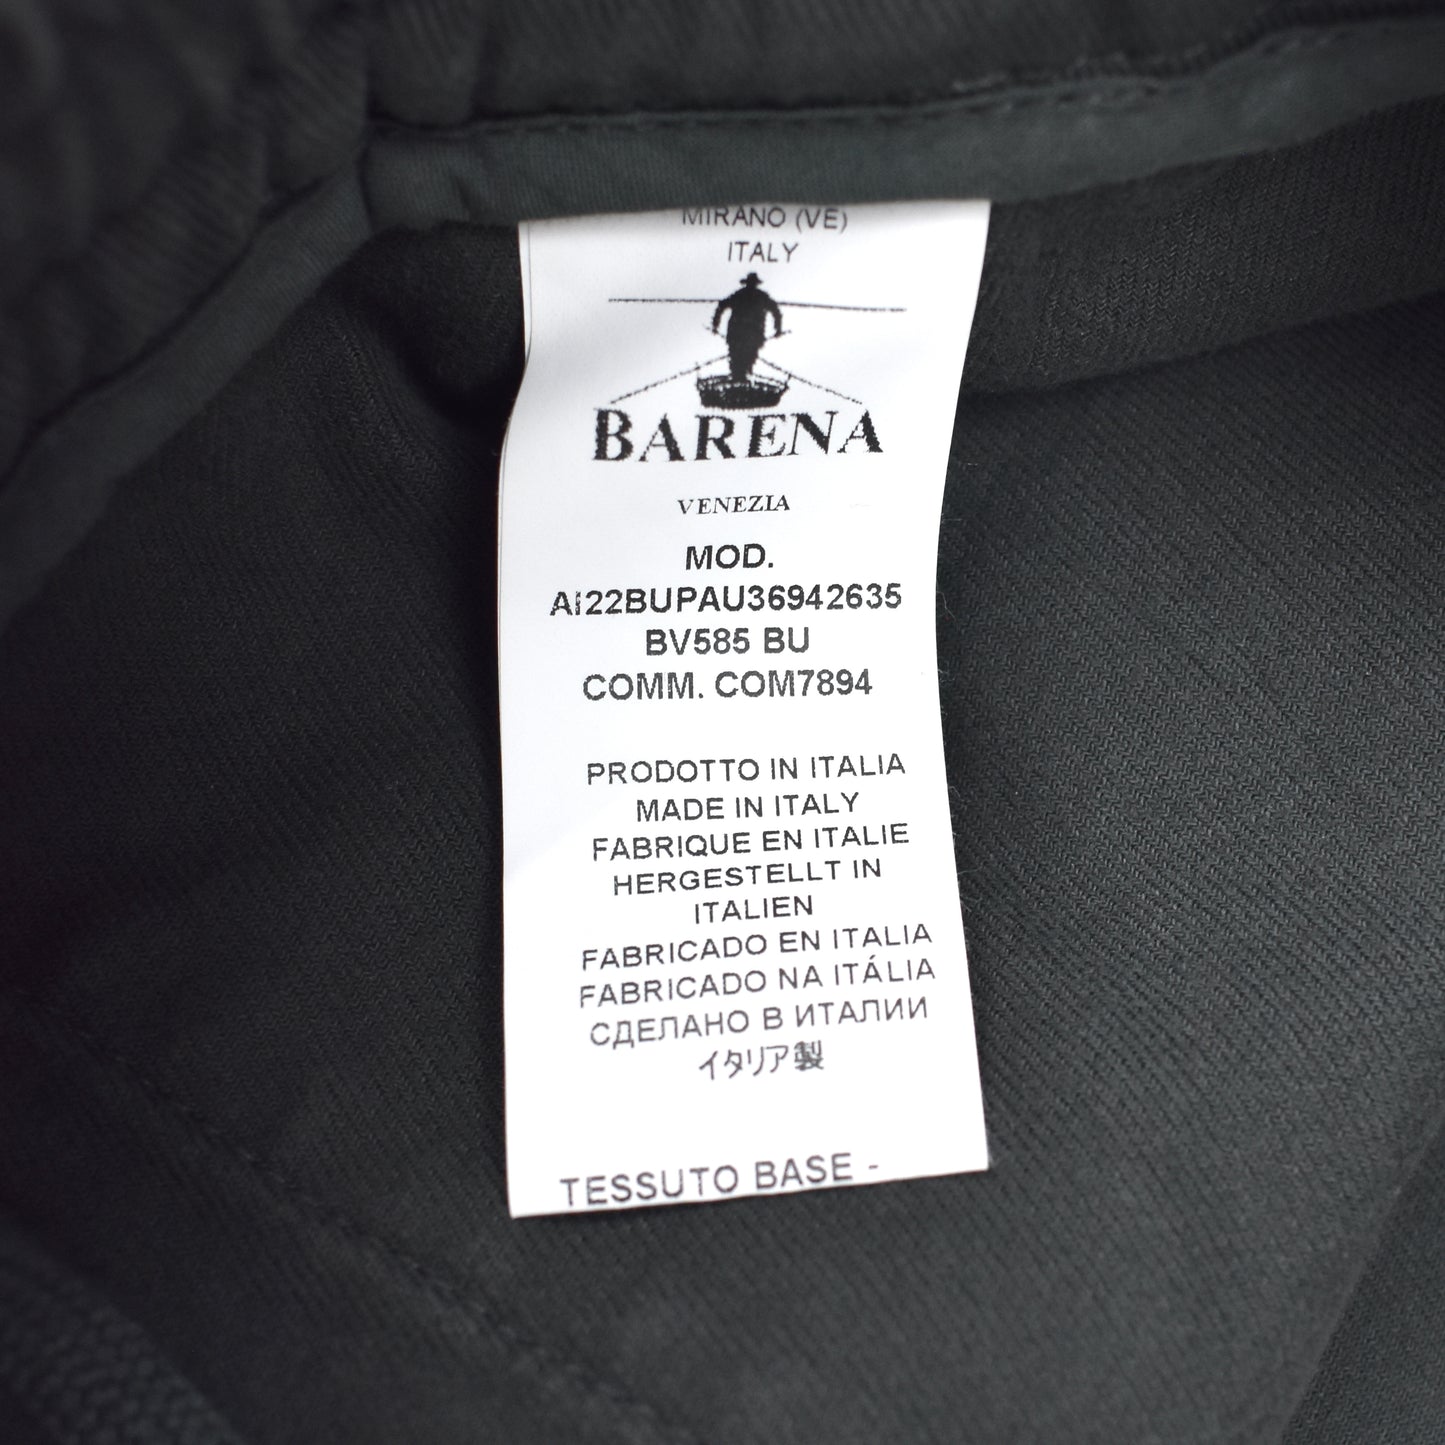 MIRANO (VE)
ITALY
BARENA
VENEZIA
MOD.
AI22BUPAU36942635
BV585 BU
COMM. COM7894
PRODOTTO IN ITALIA
MADE IN ITALY
FABRIQUE EN ITALIE
HERGESTELLT IN
ITALIEN
FABRICADO EN ITALIA
FABRICADO NA ITÁLIA
СДЕЛАНО В ИТАЛИИ
イタリア製
TESSUTO BASE -